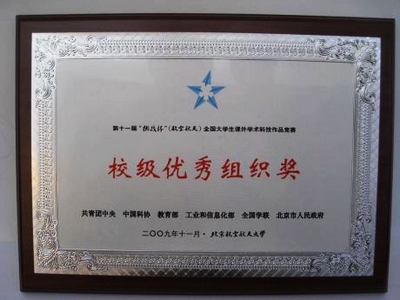 第十一届“挑战杯”(航空航天)全国大学生课外学术科技作品竞赛
校级优秀组织奖
共青团中央 中国科协 教育部 工业和信息化部 全国学联 北京市人民政府
二〇〇九年十一月·北京航空航天大学